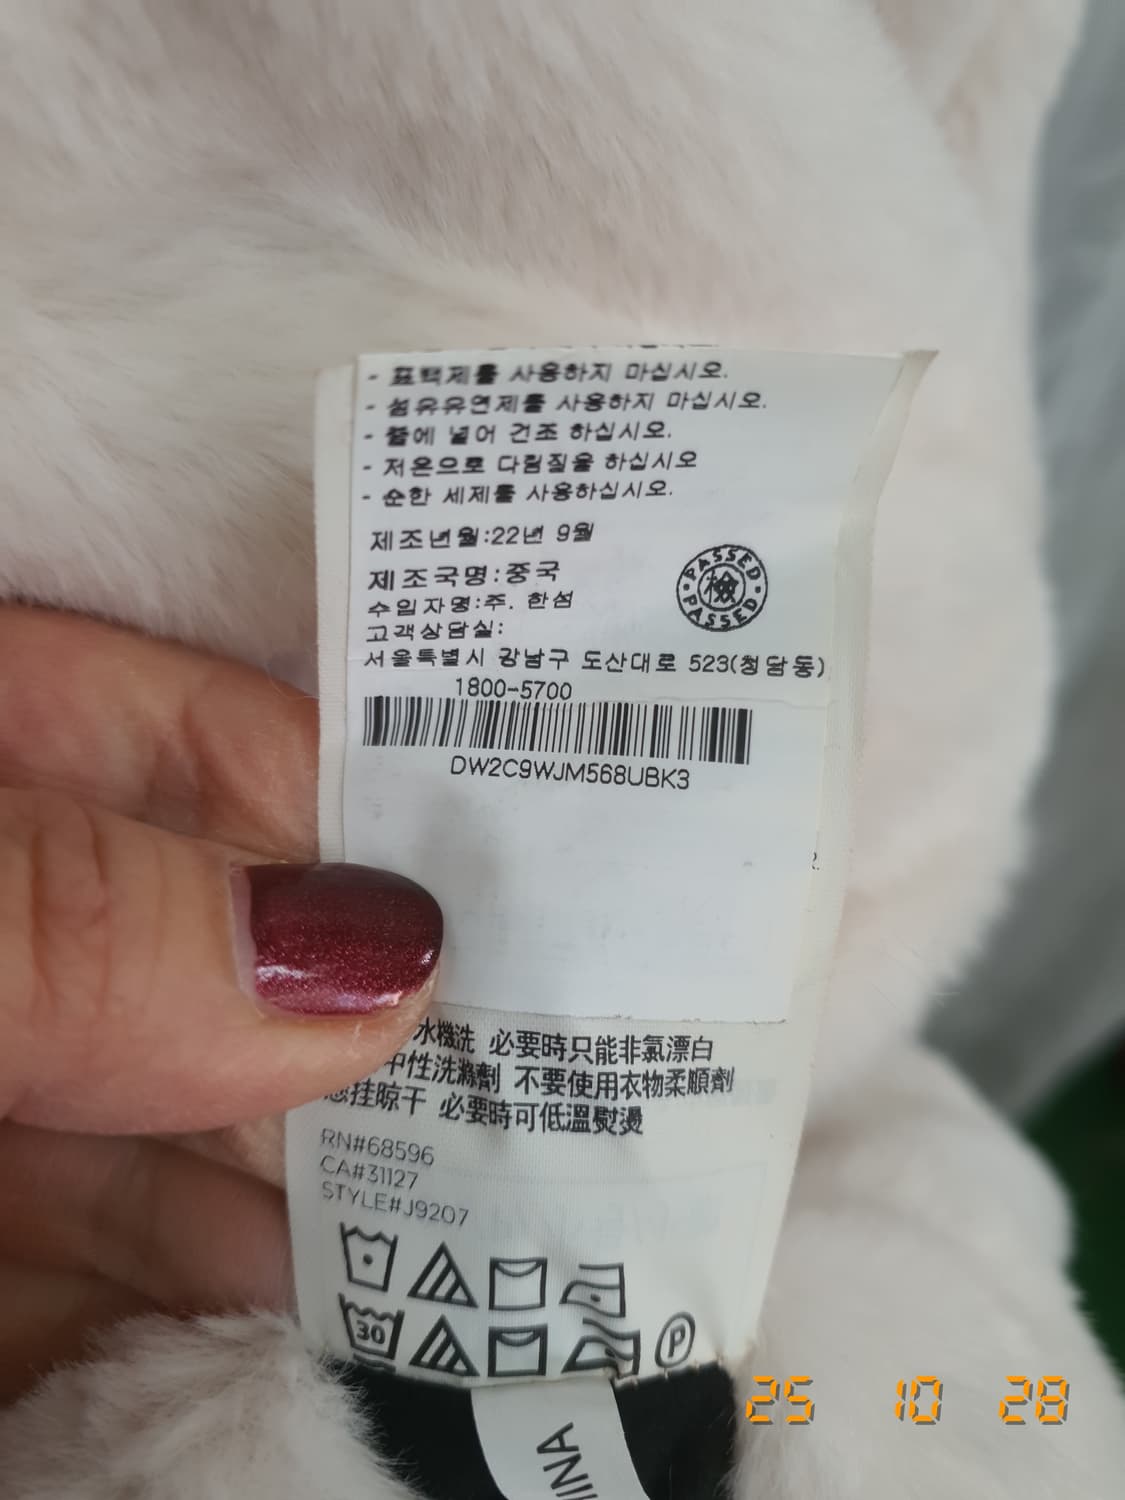 - 표백제를 사용하지 마십시오.
- 섬유유연제를 사용하지 마십시오.
- 줄에 널어 건조 하십시오.
- 저온으로 다림질을 하십시오
- 순한 세제를 사용하십시오.
제조년월:22년 9월
제조국명:중국
수입자명:주. 한섬
고객상담실:
서울특별시 강남구 도산대로 523(청담동)
1800-5700
PASSED
檢
PASSED
DW2C9WJM568UBK3
水機洗 必要時只能非氯漂白
中性洗滌劑 不要使用衣物柔順劑
懸挂晾干 必要時可低溫熨燙
RN#68596
CA#31127
STYLE#J9207
30
P
25 10 28